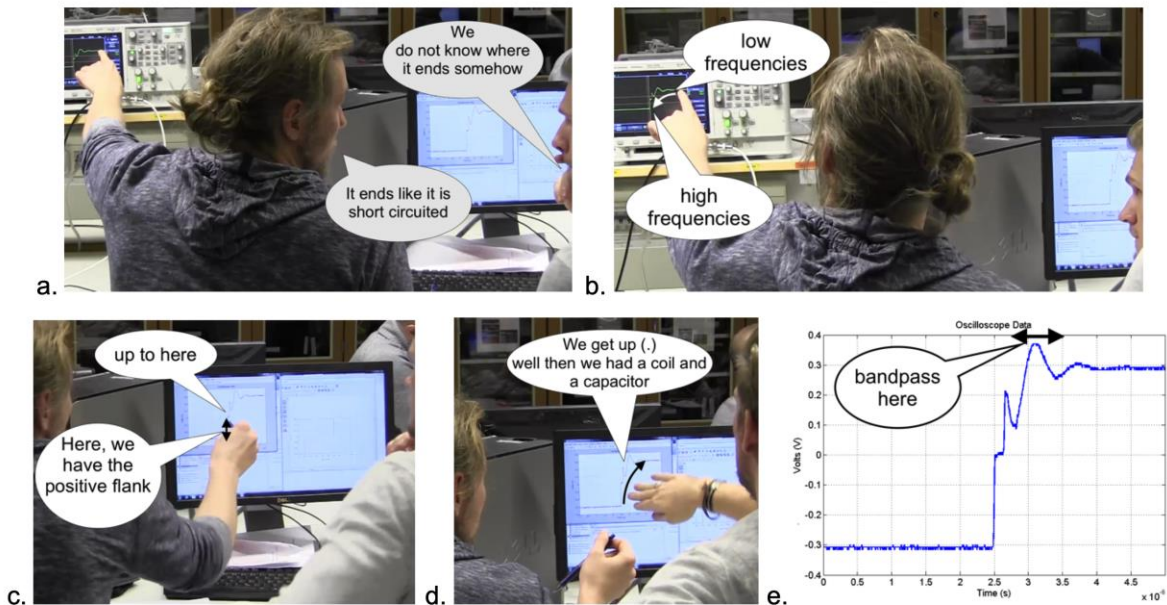 We
do not know where
it ends somehow
It ends like it is
short circuited
a.
low
frequencies
high
frequencies
b.
up to here
Here, we
have the
positive flank
DELL
c.
We get up (.)
well then we had a coil and
a capacitor
d.
Oscilloscope Data
bandpass
here
Volts (V)
0.4
0.3
0.2
0.1
0
-0.1
-0.2
-0.3
-0.4
0 0.5 1 1.5 2 2.5 3 3.5 4 4.5 5
Time (s)
x 10
e.